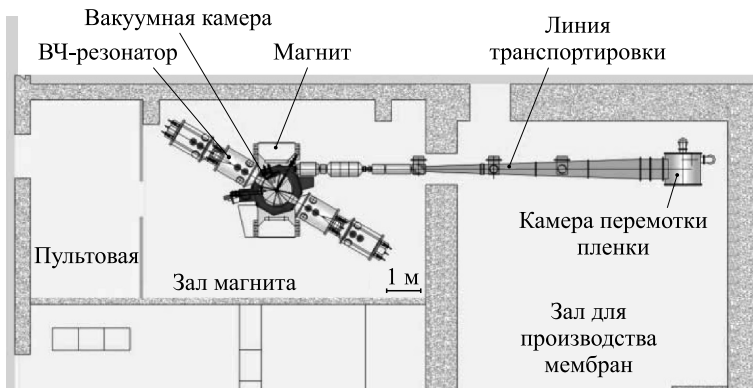 Вакуумная камера
ВЧ-резонатор
Магнит
Линия
транспортировки
Камера перемотки
пленки
Пультовая
Зал магнита
1 м
Зал для
производства
мембран